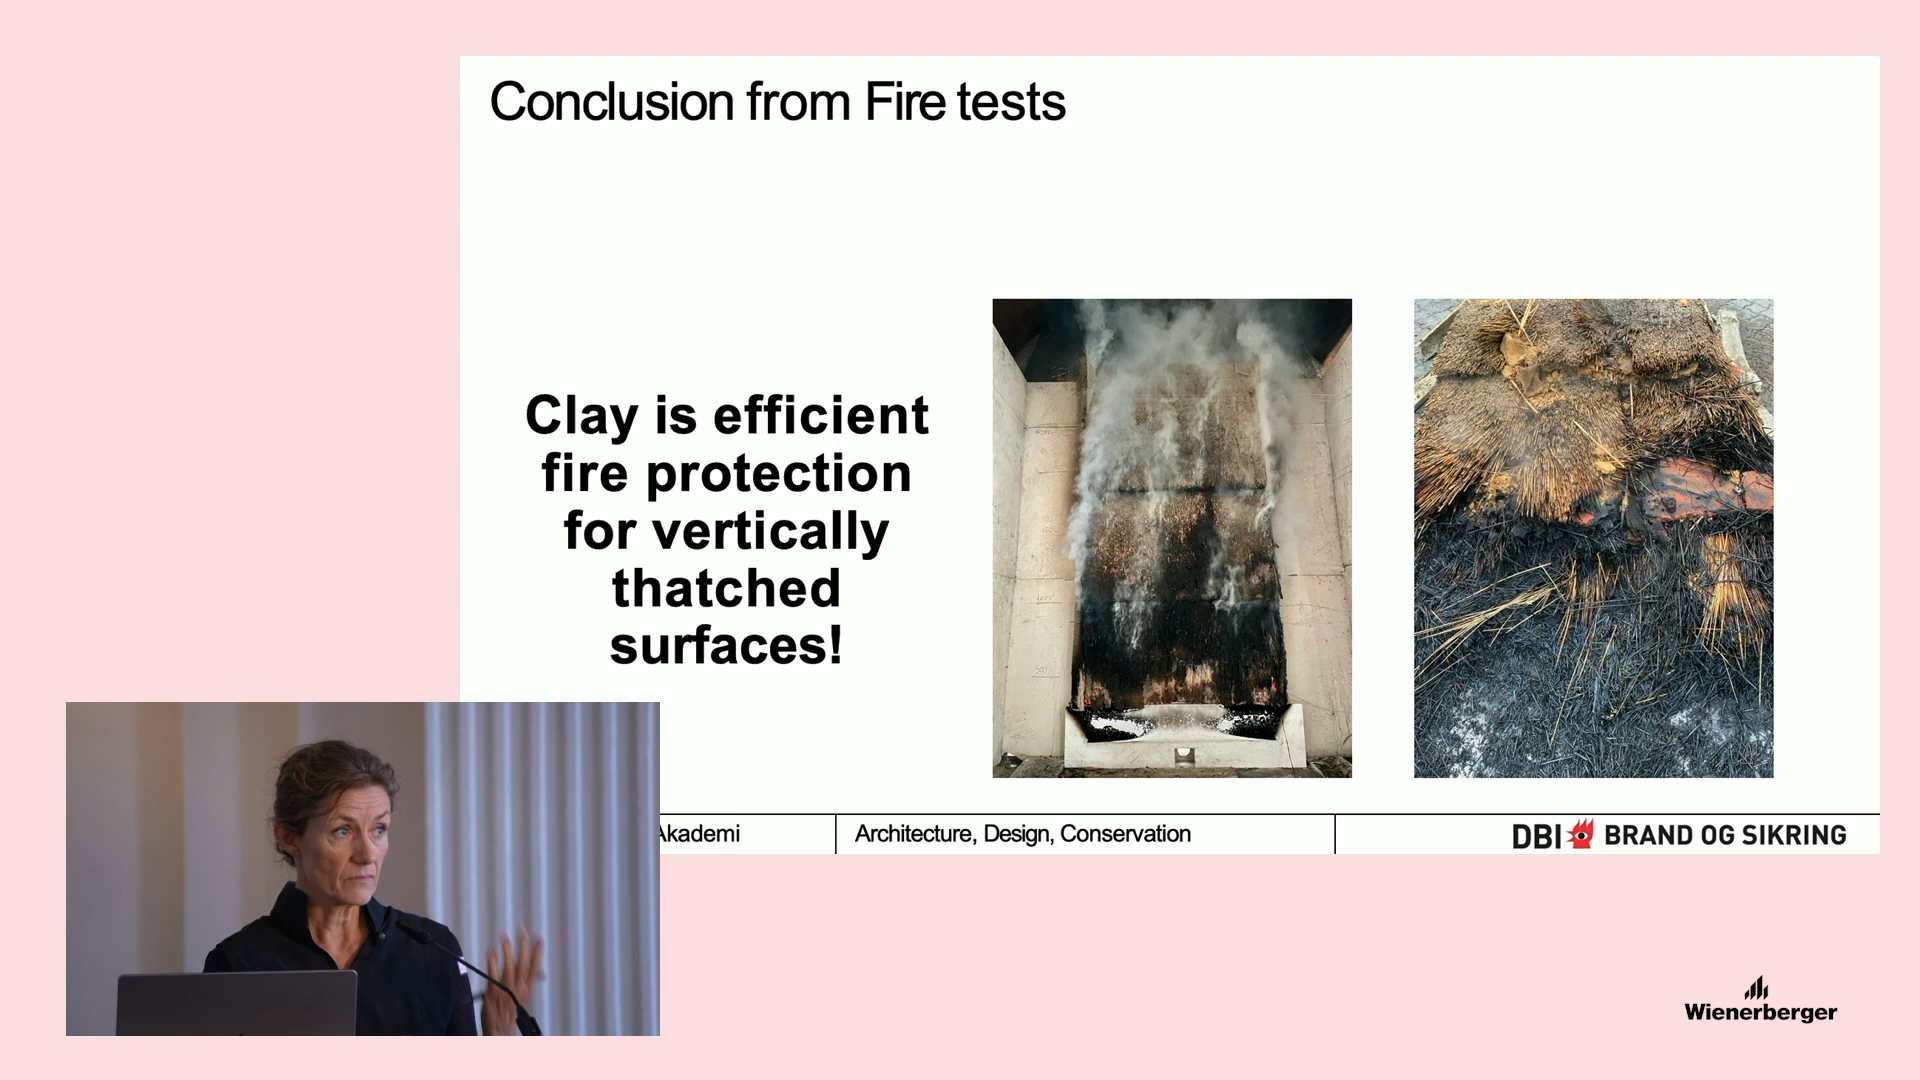 Conclusion from Fire tests
Clay is efficient
fire protection
for vertically
thatched
surfaces!
Akademi
Architecture, Design, Conservation
DBI BRAND OG SIKRING
Wienerberger